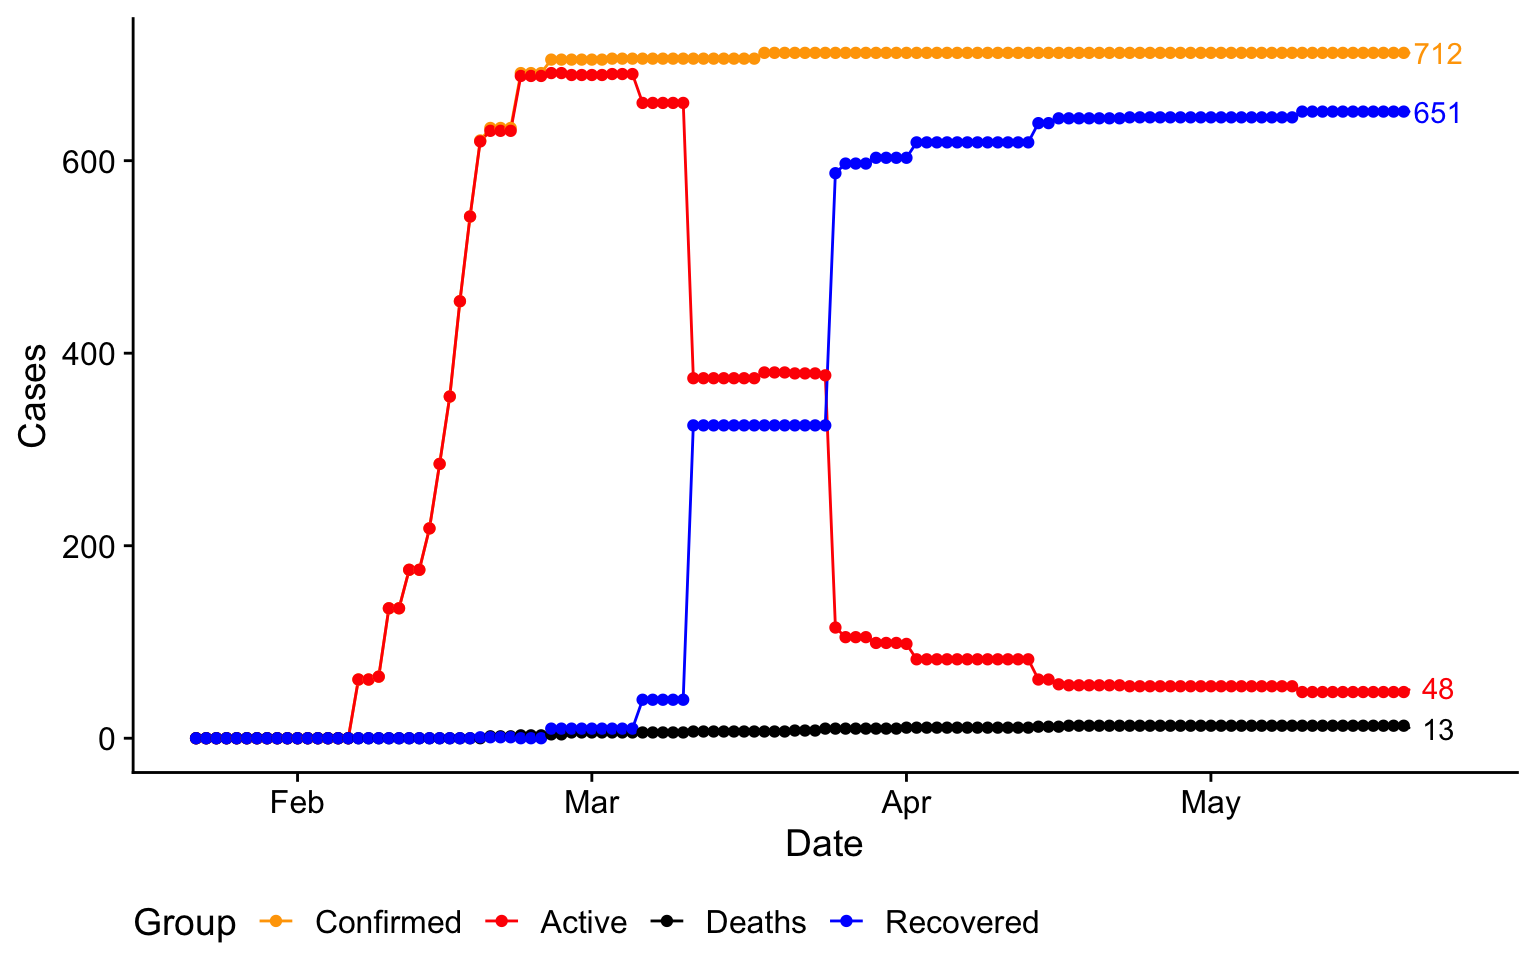 712
651
600
400
200
0
48
13
Cases
Feb Mar Apr May
Date
Group Confirmed Active Deaths Recovered